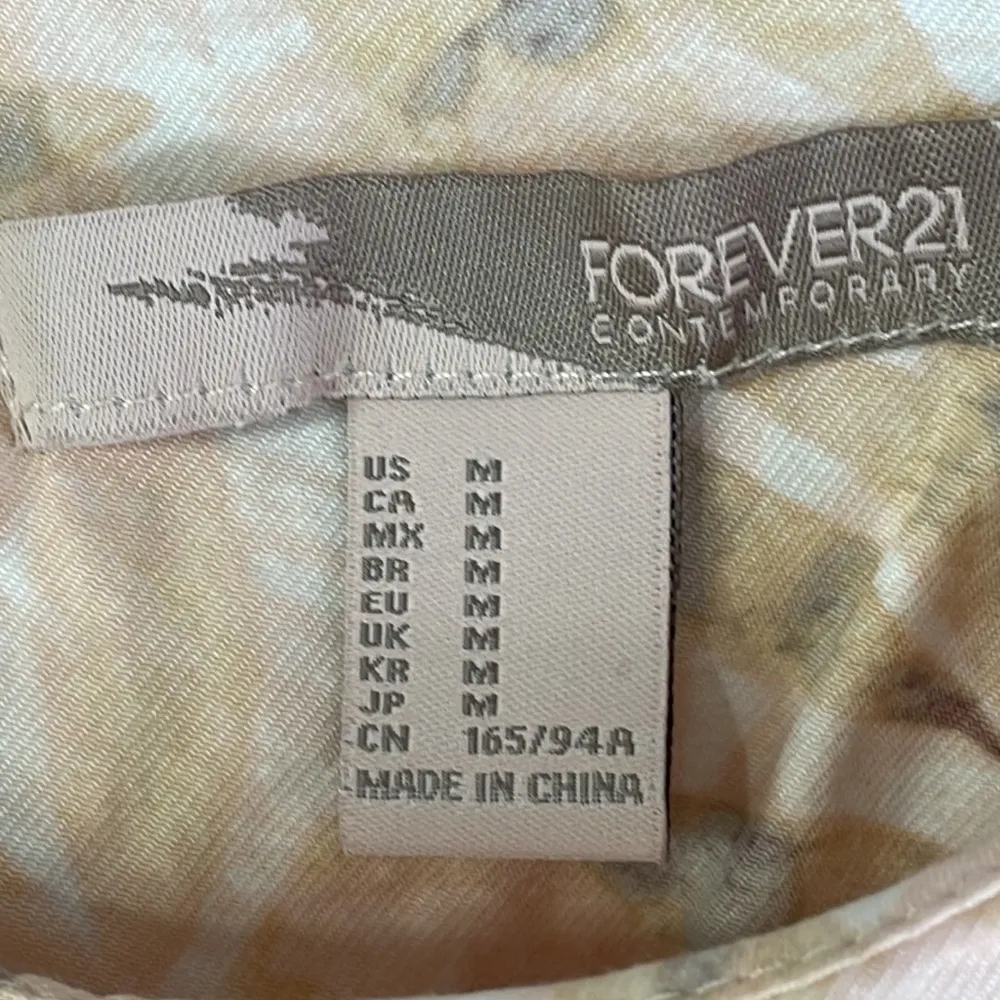 FOREVER21
CONTEMPORARY
US M
CA M
MX M
BR M
EU M
UK M
KR M
JP M
CN 165/94A
MADE IN CHINA